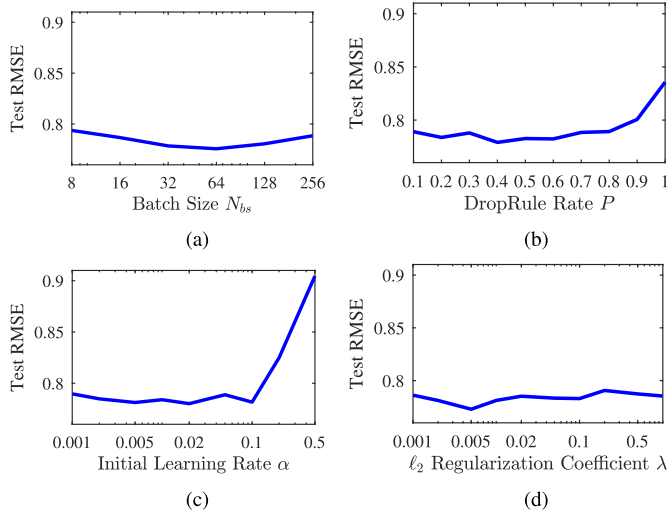 0.9
0.85
0.8
Test RMSE
8 16 32 64 128 256
Batch Size N_bs
(a)
0.9
0.85
0.8
Test RMSE
0.1 0.2 0.3 0.4 0.5 0.6 0.7 0.8 0.9 1
DropRule Rate P
(b)
0.9
0.85
0.8
Test RMSE
0.001 0.005 0.02 0.1 0.5
Initial Learning Rate α
(c)
0.9
0.85
0.8
Test RMSE
0.001 0.005 0.02 0.1 0.5
ℓ2 Regularization Coefficient λ
(d)